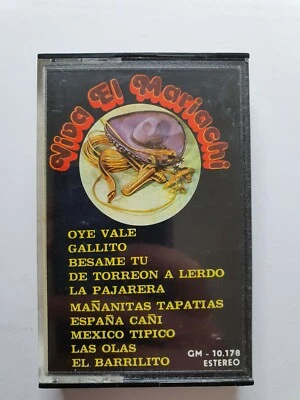 Viva El Mariachi
OYE VALE
GALLITO
BESAME TU
DE TORREON A LERDO
LA PAJARERA
MAÑANITAS TAPATIAS
ESPAÑA CAÑI
MEXICO TIPICO
LAS OLAS
EL BARRILITO
GM - 10.178
ESTEREO